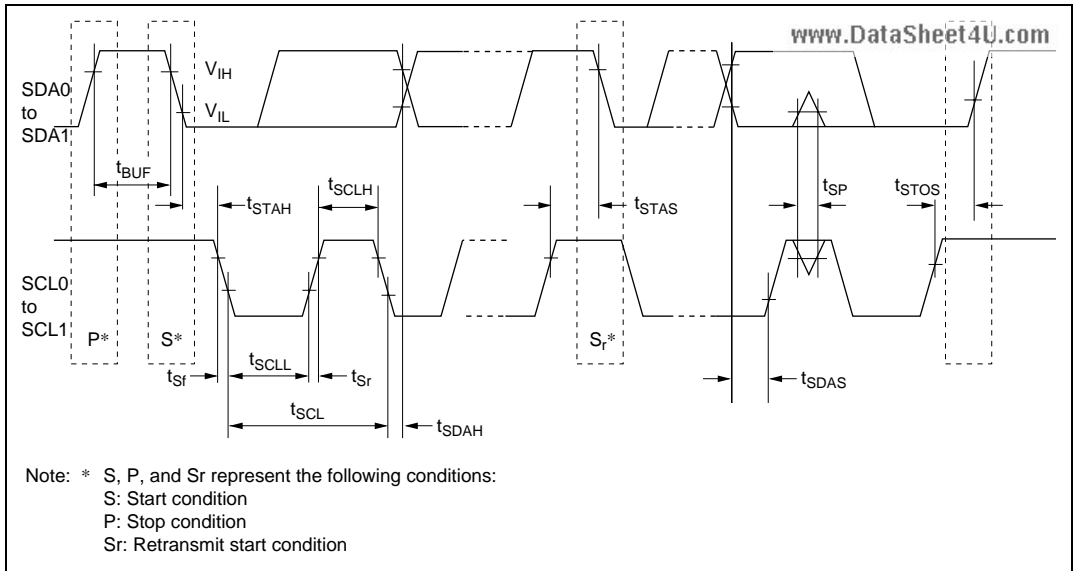 www.DataSheet4U.com
SDA0
to
SDA1
VIH
VIL
tBUF
tSTAH
tSCLH
tSTAS
tSP
tSTOS
SCL0
to
SCL1
P*
S*
Sr*
tSf
tSCLL
tSr
tSDAS
tSCL
tSDAH
Note: * S, P, and Sr represent the following conditions:
S: Start condition
P: Stop condition
Sr: Retransmit start condition